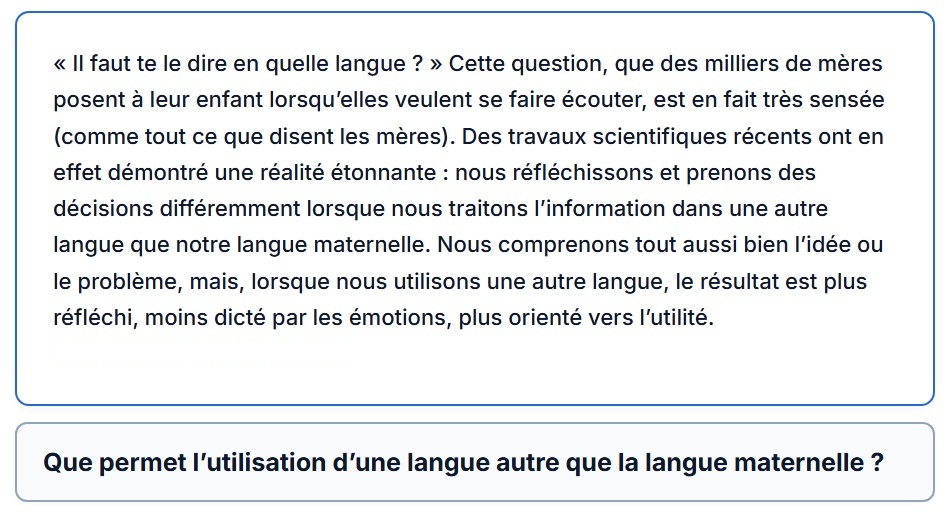 « Il faut te le dire en quelle langue ? » Cette question, que des milliers de mères
posent à leur enfant lorsqu’elles veulent se faire écouter, est en fait très sensée
(comme tout ce que disent les mères). Des travaux scientifiques récents ont en
effet démontré une réalité étonnante : nous réfléchissons et prenons des
décisions différemment lorsque nous traitons l’information dans une autre
langue que notre langue maternelle. Nous comprenons tout aussi bien l’idée ou
le problème, mais, lorsque nous utilisons une autre langue, le résultat est plus
réfléchi, moins dicté par les émotions, plus orienté vers l’utilité.
Que permet l’utilisation d’une langue autre que la langue maternelle ?